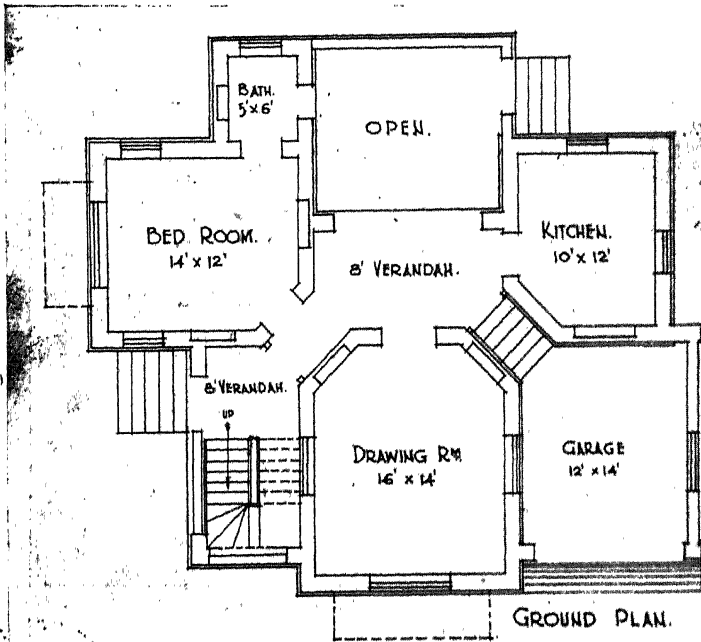 BATH.
5' x 6'
OPEN.
BED ROOM.
14' x 12'
KITCHEN.
10' x 12'
8' VERANDAH.
8' VERANDAH.
UP
DRAWING RM.
16' x 14'
GARAGE
12' x 14'
GROUND PLAN.